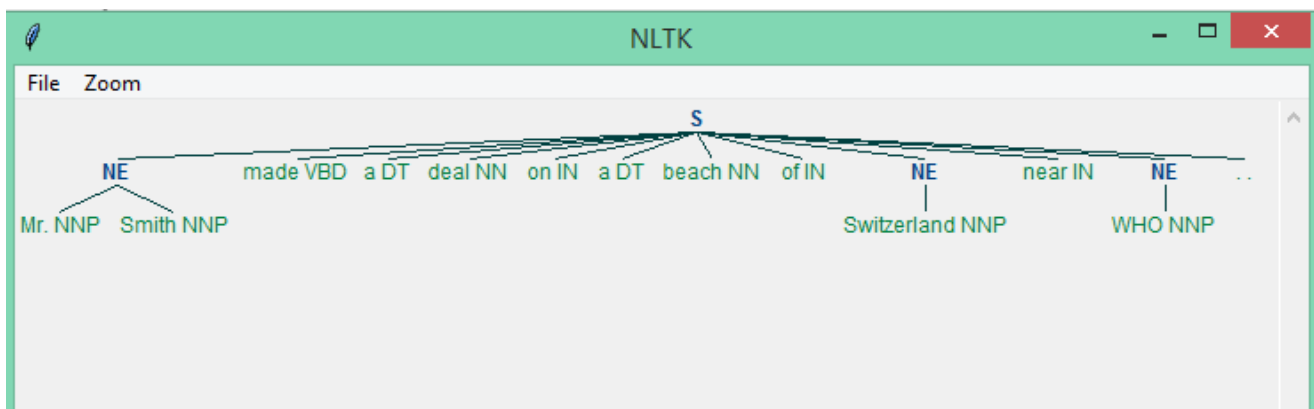 NLTK
File Zoom
S
NE made VBD a DT deal NN on IN a DT beach NN of IN NE near IN NE . .
Mr. NNP Smith NNP Switzerland NNP WHO NNP